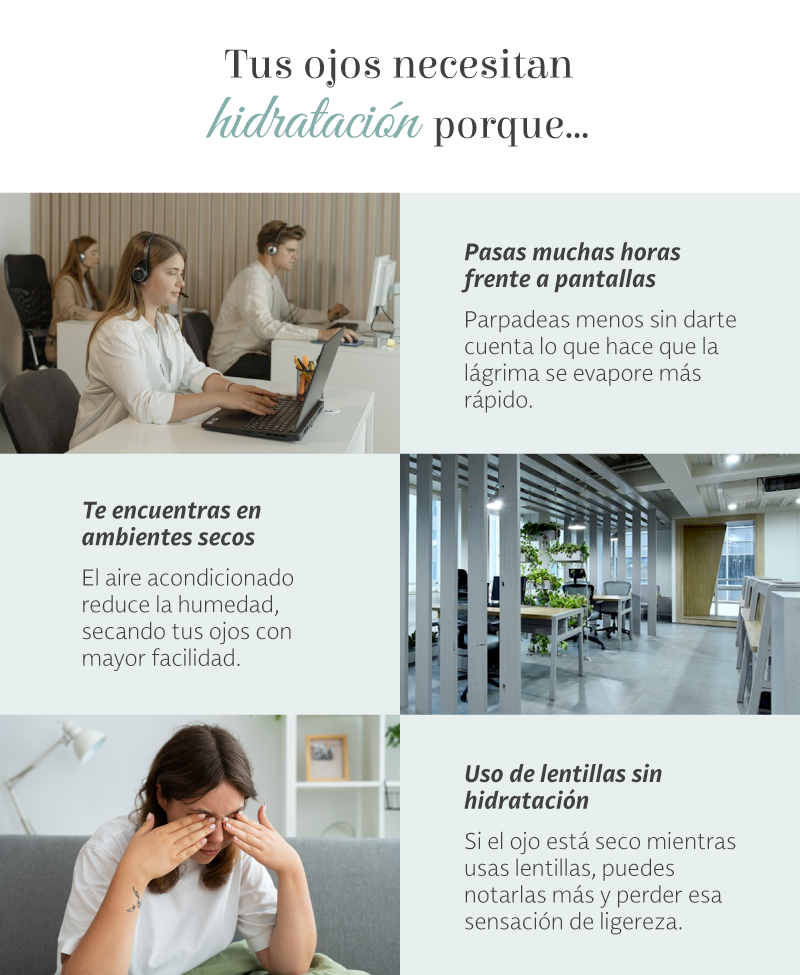 Tus ojos necesitan
hidratación porque...
Pasas muchas horas
frente a pantallas
Parpadeas menos sin darte
cuenta lo que hace que la
lágrima se evapore más
rápido.
Te encuentras en
ambientes secos
El aire acondicionado
reduce la humedad,
secando tus ojos con
mayor facilidad.
Uso de lentillas sin
hidratación
Si el ojo está seco mientras
usas lentillas, puedes
notarlas más y perder esa
sensación de ligereza.